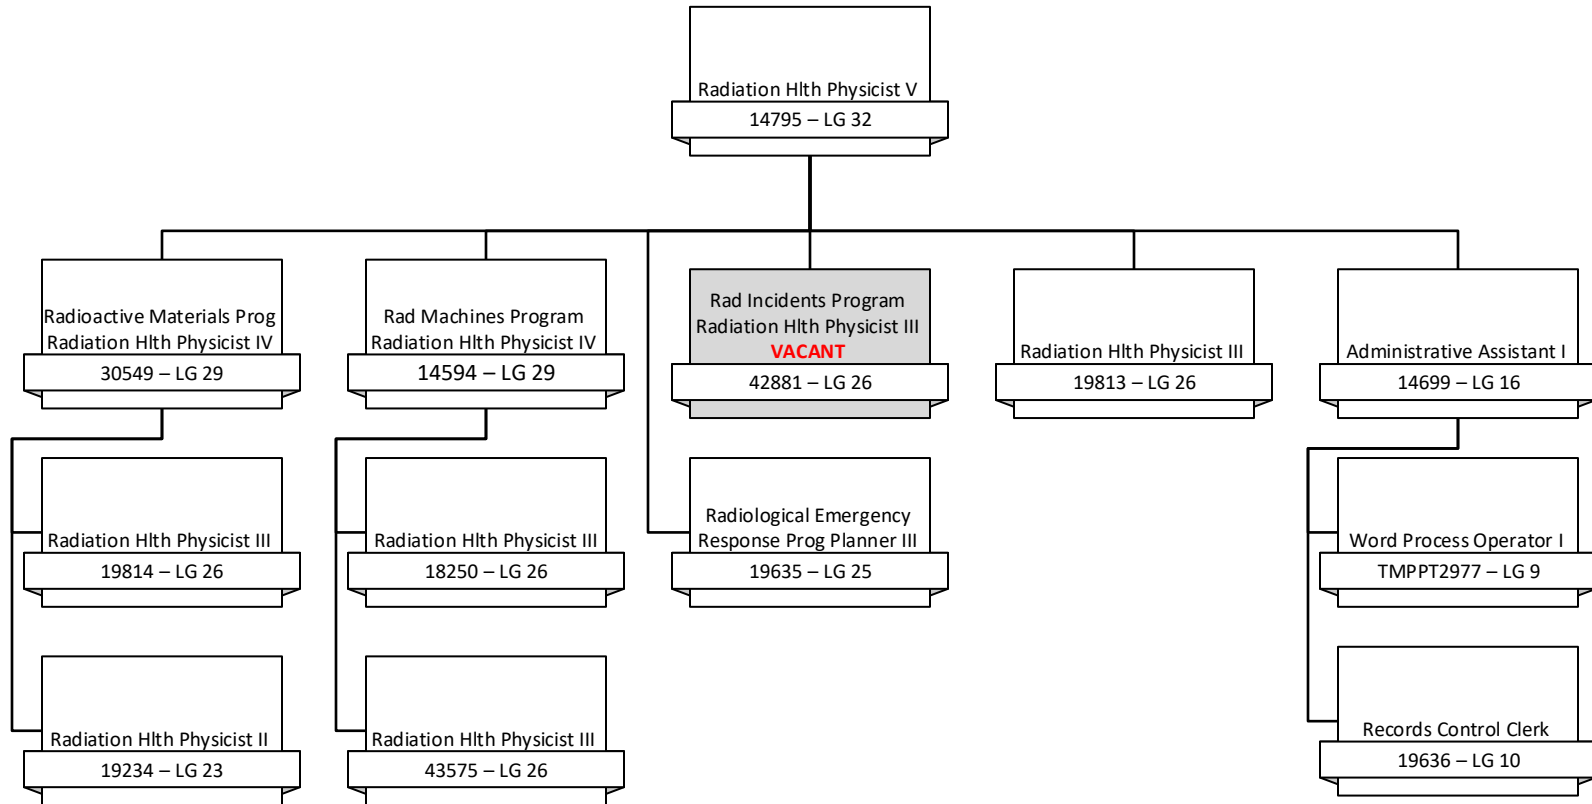 Radiation Hlth Physicist V
14795 – LG 32
Radioactive Materials Prog
Radiation Hlth Physicist IV
30549 – LG 29
Rad Machines Program
Radiation Hlth Physicist IV
14594 – LG 29
Rad Incidents Program
Radiation Hlth Physicist III
VACANT
42881 – LG 26
Radiation Hlth Physicist III
19813 – LG 26
Administrative Assistant I
14699 – LG 16
Radiation Hlth Physicist III
19814 – LG 26
Radiation Hlth Physicist III
18250 – LG 26
Radiological Emergency
Response Prog Planner III
19635 – LG 25
Word Process Operator I
TMPPT2977 – LG 9
Radiation Hlth Physicist II
19234 – LG 23
Radiation Hlth Physicist III
43575 – LG 26
Records Control Clerk
19636 – LG 10